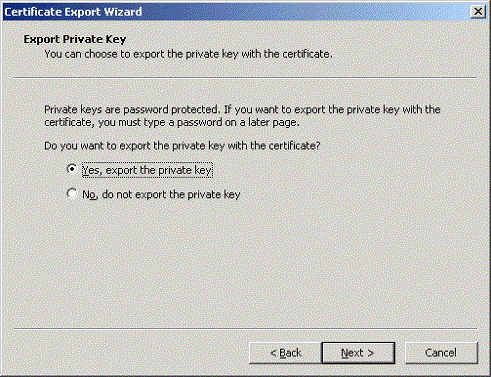 Certificate Export Wizard
Export Private Key
You can choose to export the private key with the certificate.
Private keys are password protected. If you want to export the private key with the
certificate, you must type a password on a later page.
Do you want to export the private key with the certificate?
Yes, export the private key
No, do not export the private key
< Back Next > Cancel